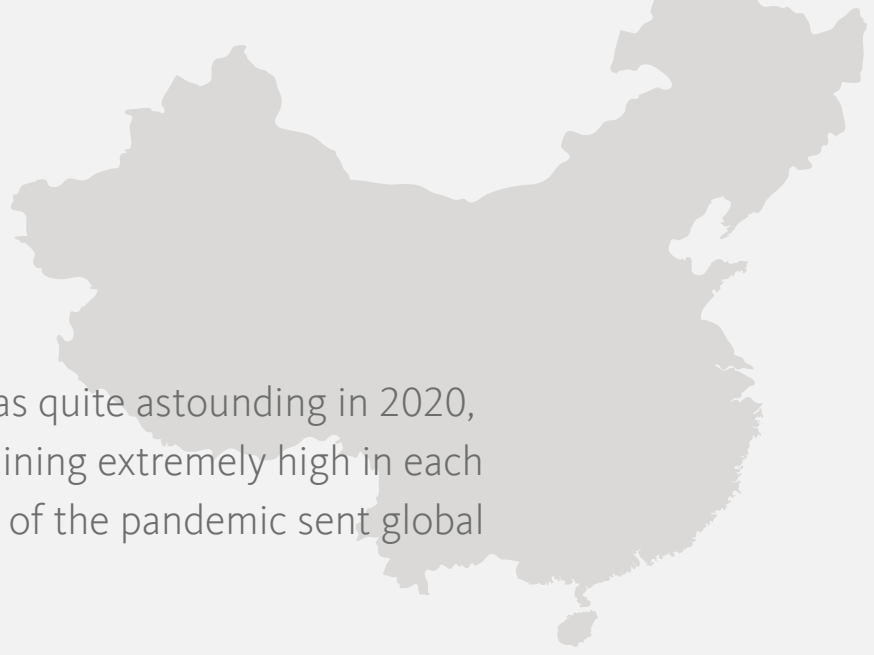 as quite astounding in 2020,
ining extremely high in each
of the pandemic sent global